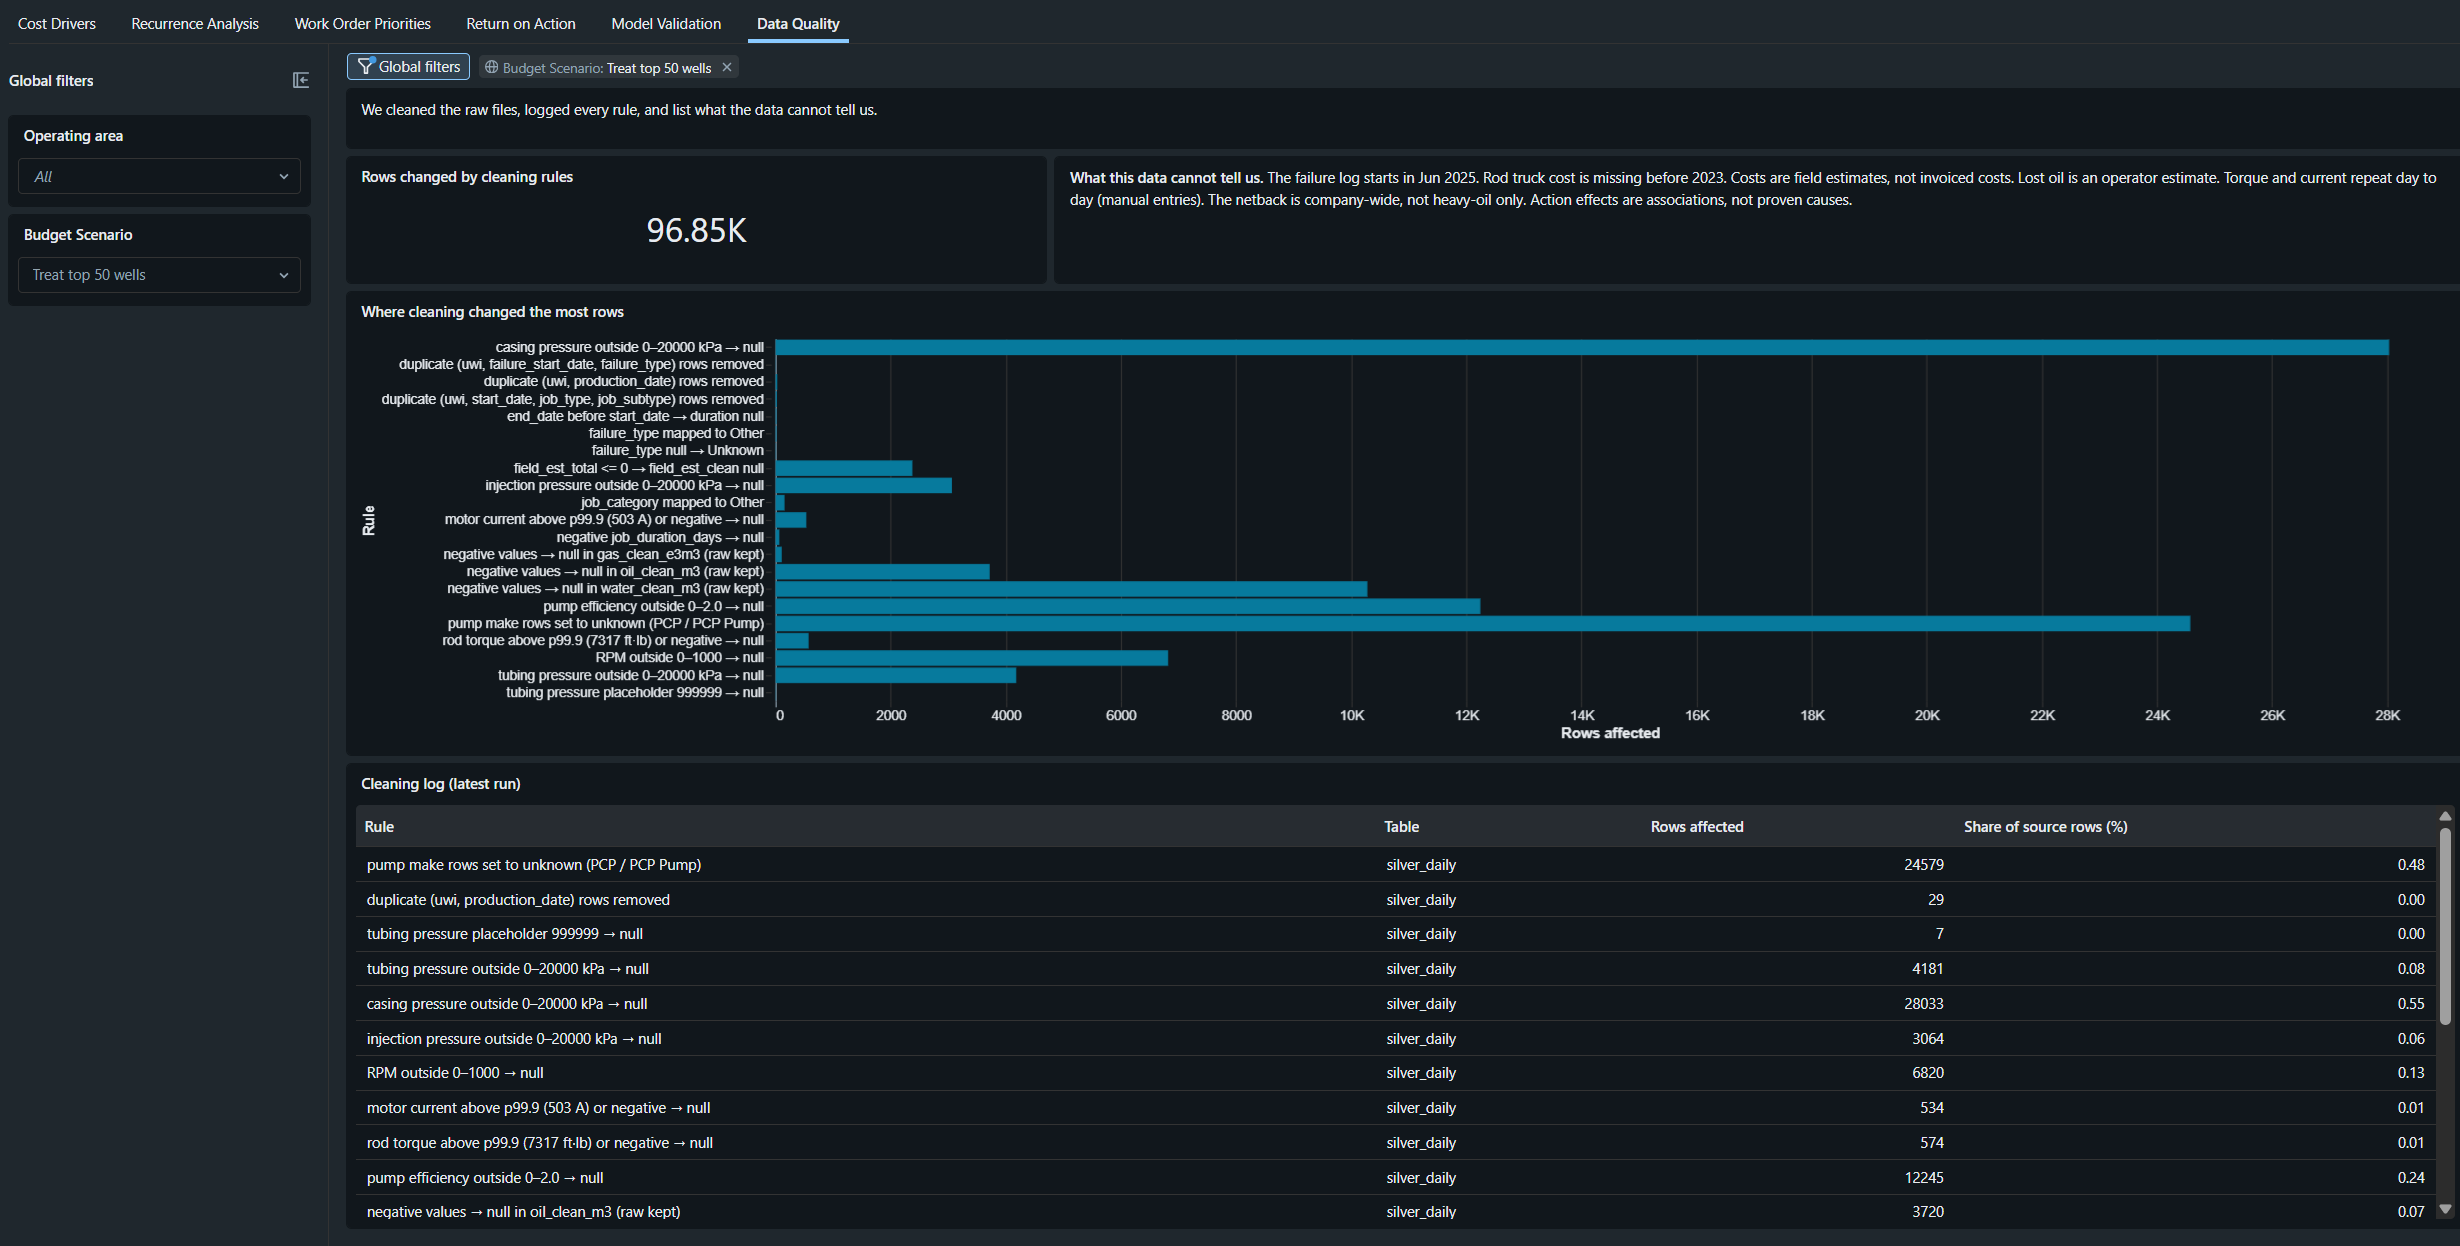 Cost Drivers
Recurrence Analysis
Work Order Priorities
Return on Action
Model Validation
Data Quality
Global filters
Operating area
All
Budget Scenario
Treat top 50 wells
Global filters
Budget Scenario: Treat top 50 wells
We cleaned the raw files, logged every rule, and list what the data cannot tell us.
Rows changed by cleaning rules
96.85K
What this data cannot tell us. The failure log starts in Jun 2025. Rod truck cost is missing before 2023. Costs are field estimates, not invoiced costs. Lost oil is an operator estimate. Torque and current repeat day to
day (manual entries). The netback is company-wide, not heavy-oil only. Action effects are associations, not proven causes.
Where cleaning changed the most rows
Rule
casing pressure outside 0–20000 kPa → null
duplicate (uwi, failure_start_date, failure_type) rows removed
duplicate (uwi, production_date) rows removed
duplicate (uwi, start_date, job_type, job_subtype) rows removed
end_date before start_date → duration null
failure_type mapped to Other
failure_type null → Unknown
field_est_total <= 0 → field_est_clean null
injection pressure outside 0–20000 kPa → null
job_category mapped to Other
motor current above p99.9 (503 A) or negative → null
negative job_duration_days → null
negative values → null in gas_clean_e3m3 (raw kept)
negative values → null in oil_clean_m3 (raw kept)
negative values → null in water_clean_m3 (raw kept)
pump efficiency outside 0–2.0 → null
pump make rows set to unknown (PCP / PCP Pump)
rod torque above p99.9 (7317 ft·lb) or negative → null
RPM outside 0–1000 → null
tubing pressure outside 0–20000 kPa → null
tubing pressure placeholder 999999 → null
0 2000 4000 6000 8000 10K 12K 14K 16K 18K 20K 22K 24K 26K 28K
Rows affected
Cleaning log (latest run)
Rule Table Rows affected Share of source rows (%)
pump make rows set to unknown (PCP / PCP Pump) silver_daily 24579 0.48
duplicate (uwi, production_date) rows removed silver_daily 29 0.00
tubing pressure placeholder 999999 → null silver_daily 7 0.00
tubing pressure outside 0–20000 kPa → null silver_daily 4181 0.08
casing pressure outside 0–20000 kPa → null silver_daily 28033 0.55
injection pressure outside 0–20000 kPa → null silver_daily 3064 0.06
RPM outside 0–1000 → null silver_daily 6820 0.13
motor current above p99.9 (503 A) or negative → null silver_daily 534 0.01
rod torque above p99.9 (7317 ft·lb) or negative → null silver_daily 574 0.01
pump efficiency outside 0–2.0 → null silver_daily 12245 0.24
negative values → null in oil_clean_m3 (raw kept) silver_daily 3720 0.07